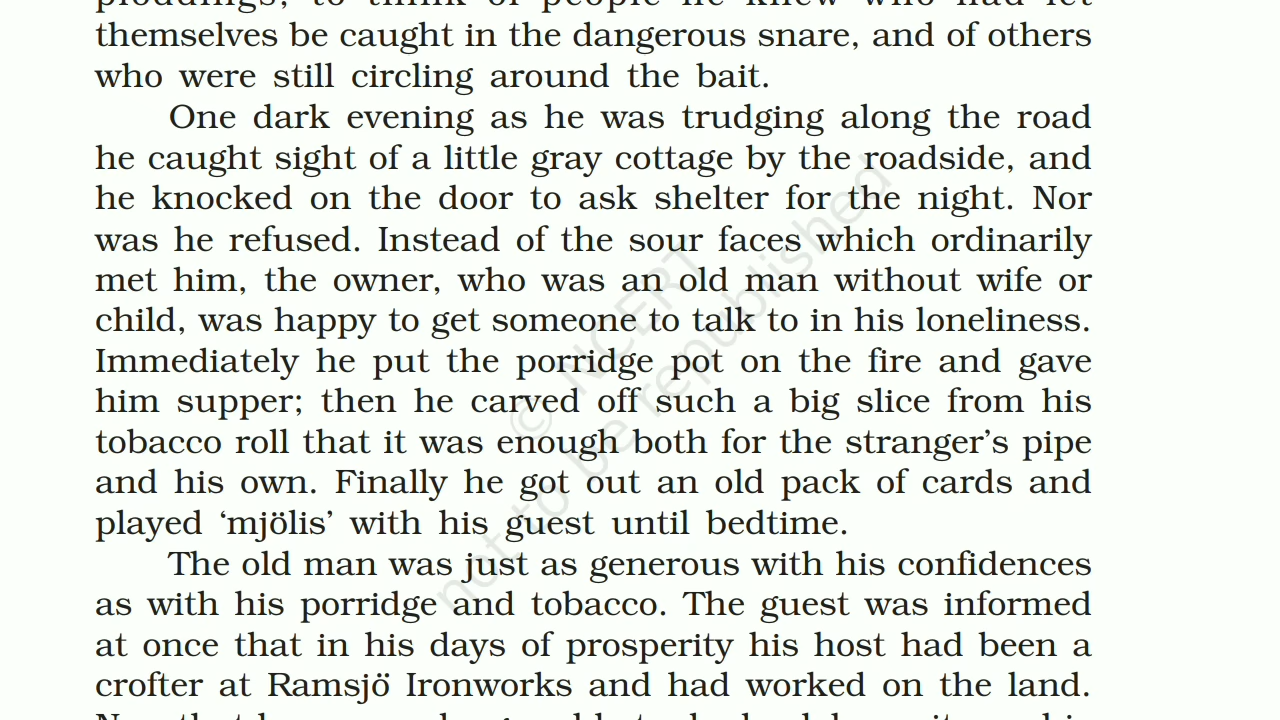 themselves be caught in the dangerous snare, and of others
who were still circling around the bait.
One dark evening as he was trudging along the road
he caught sight of a little gray cottage by the roadside, and
he knocked on the door to ask shelter for the night. Nor
was he refused. Instead of the sour faces which ordinarily
met him, the owner, who was an old man without wife or
child, was happy to get someone to talk to in his loneliness.
Immediately he put the porridge pot on the fire and gave
him supper; then he carved off such a big slice from his
tobacco roll that it was enough both for the stranger’s pipe
and his own. Finally he got out an old pack of cards and
played ‘mjölis’ with his guest until bedtime.
The old man was just as generous with his confidences
as with his porridge and tobacco. The guest was informed
at once that in his days of prosperity his host had been a
crofter at Ramsjö Ironworks and had worked on the land.
© NCERT
not to be republished